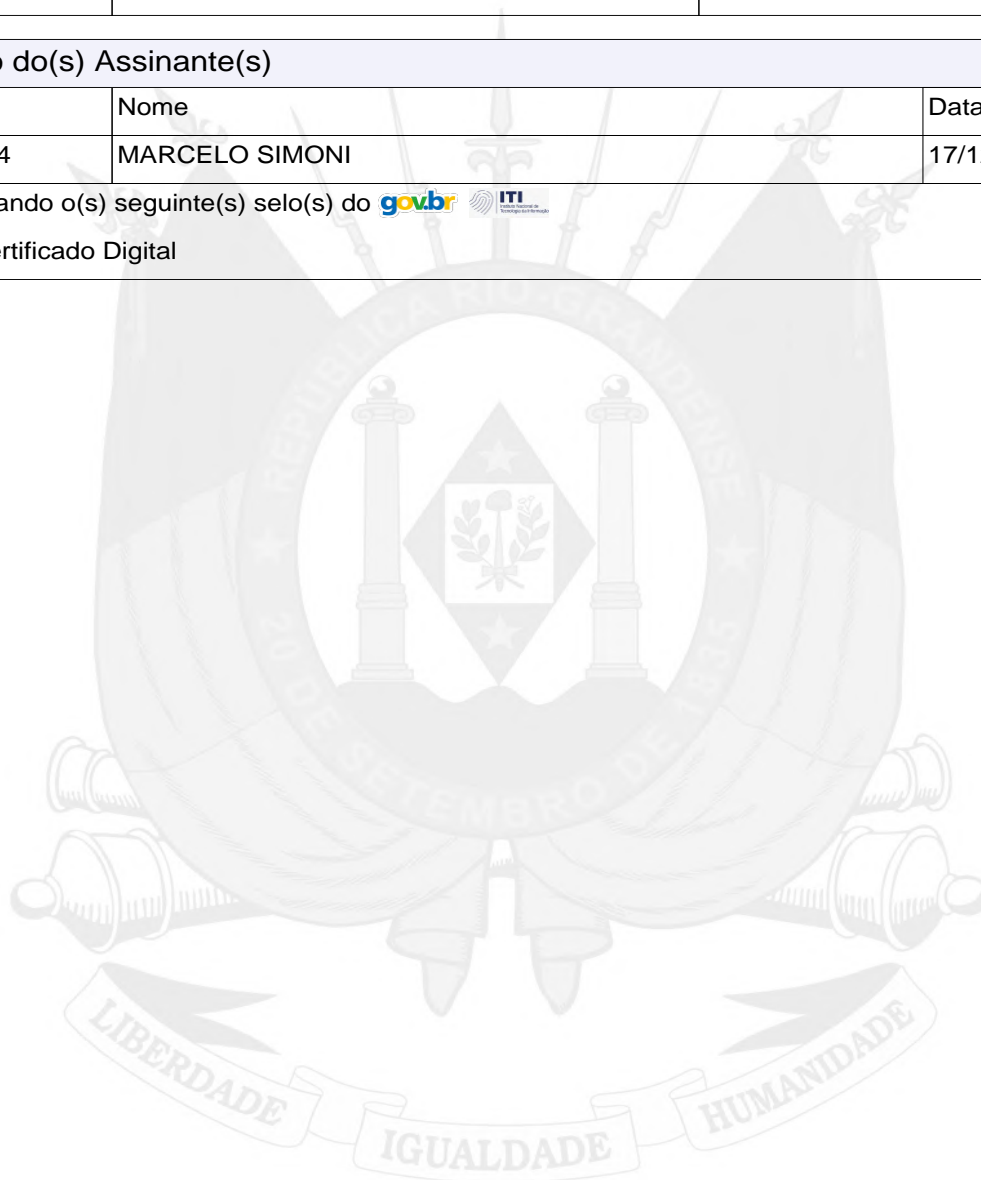 o do(s) Assinante(s)
Nome Data
4 MARCELO SIMONI 17/1
ando o(s) seguinte(s) selo(s) do gov.br ITI
ertificado Digital
REPUBLICA RIO-GRANDENSE
20 DE SETEMBRO DE 1835
LIBERDADE IGUALDADE HUMANIDADE